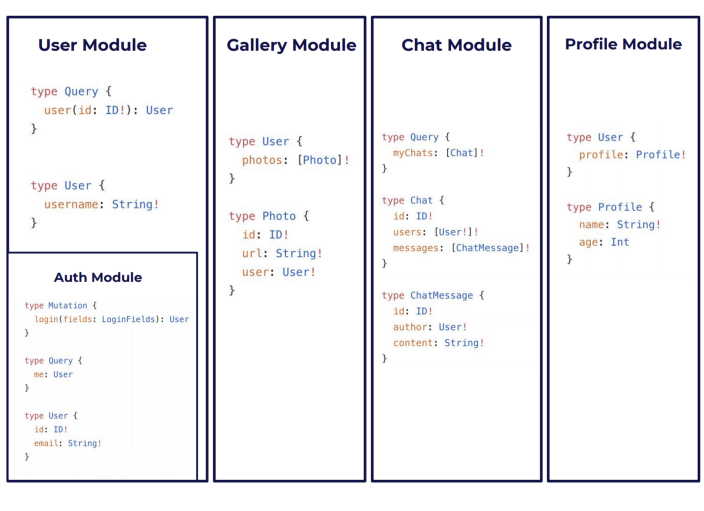 User Module
type Query {
  user(id: ID!): User
}
type User {
  username: String!
}
Auth Module
type Mutation {
  login(fields: LoginFields): User
}
type Query {
  me: User
}
type User {
  id: ID!
  email: String!
}
Gallery Module
type User {
  photos: [Photo]!
}
type Photo {
  id: ID!
  url: String!
  user: User!
}
Chat Module
type Query {
  myChats: [Chat]!
}
type Chat {
  id: ID!
  users: [User!]!
  messages: [ChatMessage]!
}
type ChatMessage {
  id: ID!
  author: User!
  content: String!
}
Profile Module
type User {
  profile: Profile!
}
type Profile {
  name: String!
  age: Int
}